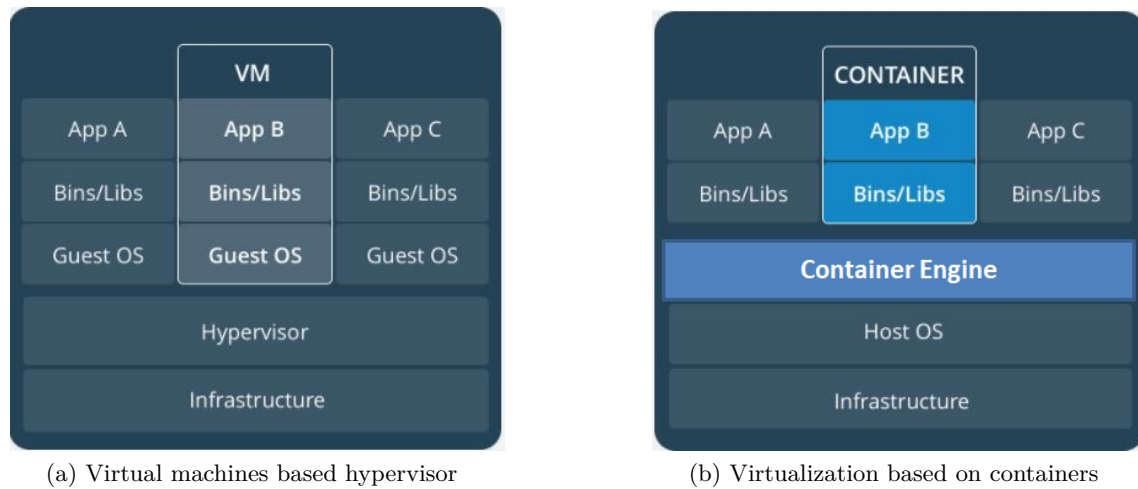 VM
App A App B App C
Bins/Libs Bins/Libs Bins/Libs
Guest OS Guest OS Guest OS
Hypervisor
Infrastructure
(a) Virtual machines based hypervisor
CONTAINER
App A App B App C
Bins/Libs Bins/Libs Bins/Libs
Container Engine
Host OS
Infrastructure
(b) Virtualization based on containers